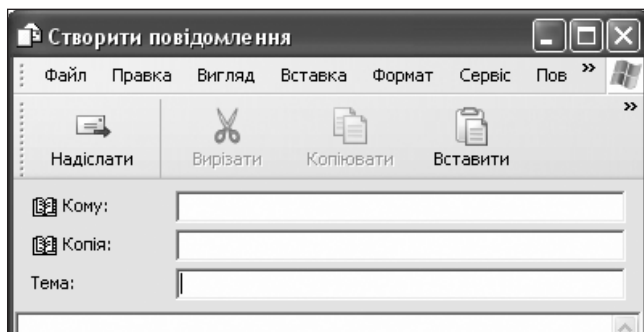 Створити повідомлення
Файл Правка Вигляд Вставка Формат Сервіс Пов »
Надіслати Вирізати Копіювати Вставити »
Кому:
Копія:
Тема: